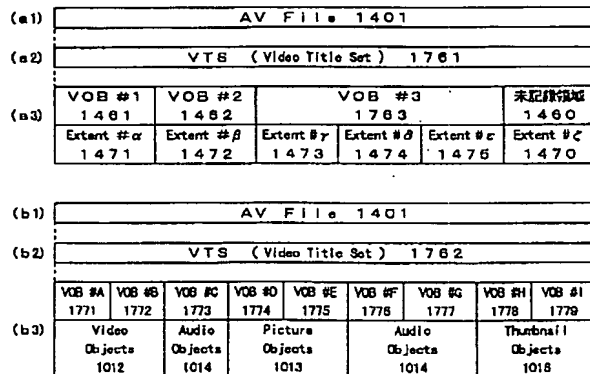 (a1) AV File 1401
(a2) VTS (Video Title Set) 1761
(a3)
VOB #1 VOB #2 VOB #3 未記録領域
1461 1462 1763 1460
Extent #α Extent #β Extent #γ Extent #δ Extent #ε Extent #ζ
1471 1472 1473 1474 1475 1470
(b1) AV File 1401
(b2) VTS (Video Title Set) 1762
VOB #A VOB #B VOB #C VOB #D VOB #E VOB #F VOB #G VOB #H VOB #I
1771 1772 1773 1774 1775 1776 1777 1778 1779
(b3)
Video Audio Picture Audio Thumbnail
Objects Objects Objects Objects Objects
1012 1014 1013 1014 1016